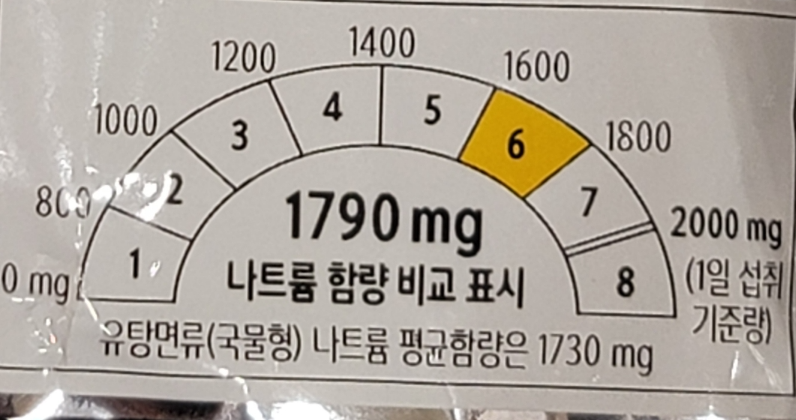 1400
1200
1600
1000
1800
800
2000 mg
0 mg
(1일 섭취
기준량)
1
2
3
4
5
6
7
8
1790 mg
나트륨 함량 비교 표시
유탕면류(국물형) 나트륨 평균함량은 1730 mg